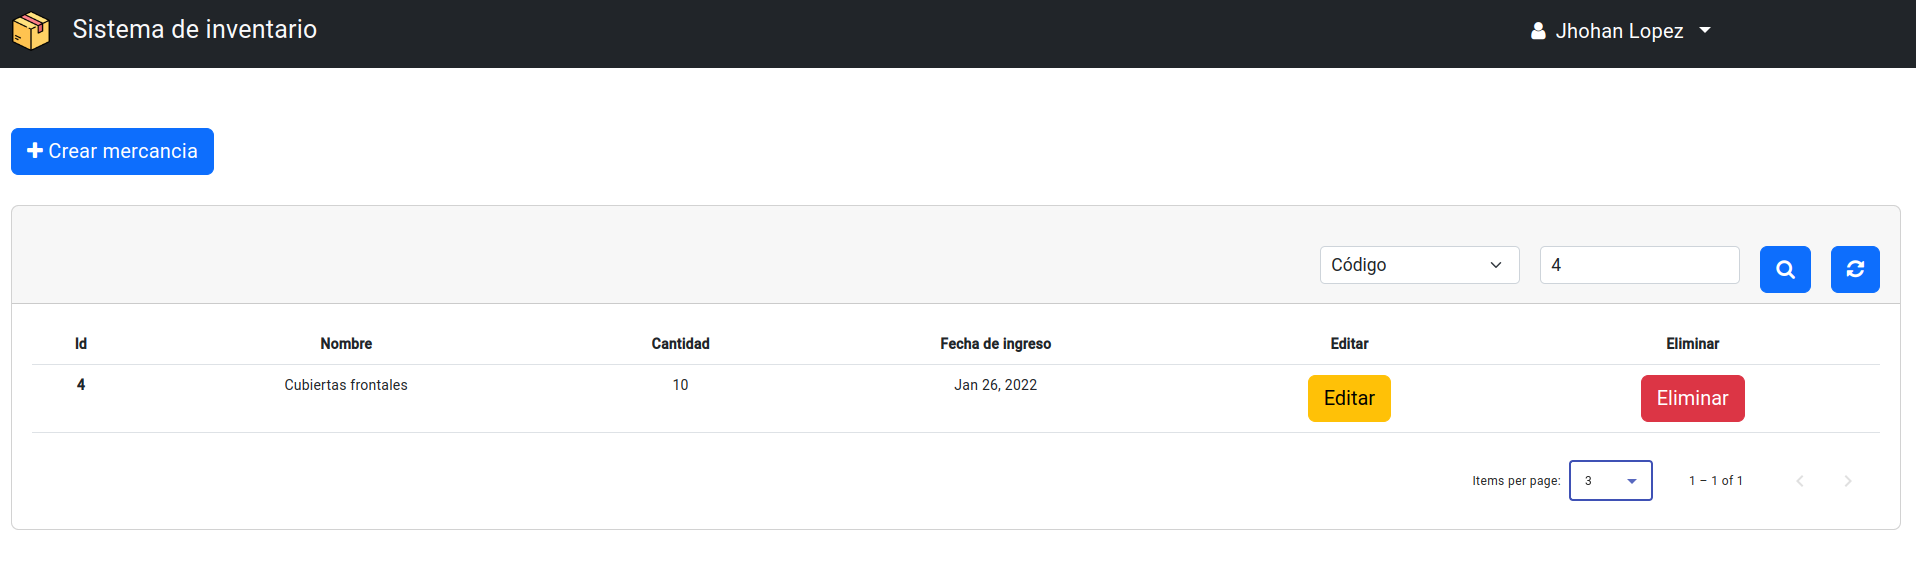 Sistema de inventario
Jhohan Lopez
Crear mercancia
Código 4
Id Nombre Cantidad Fecha de ingreso Editar Eliminar
4 Cubiertas frontales 10 Jan 26, 2022 Editar Eliminar
Items per page: 3 1 – 1 of 1